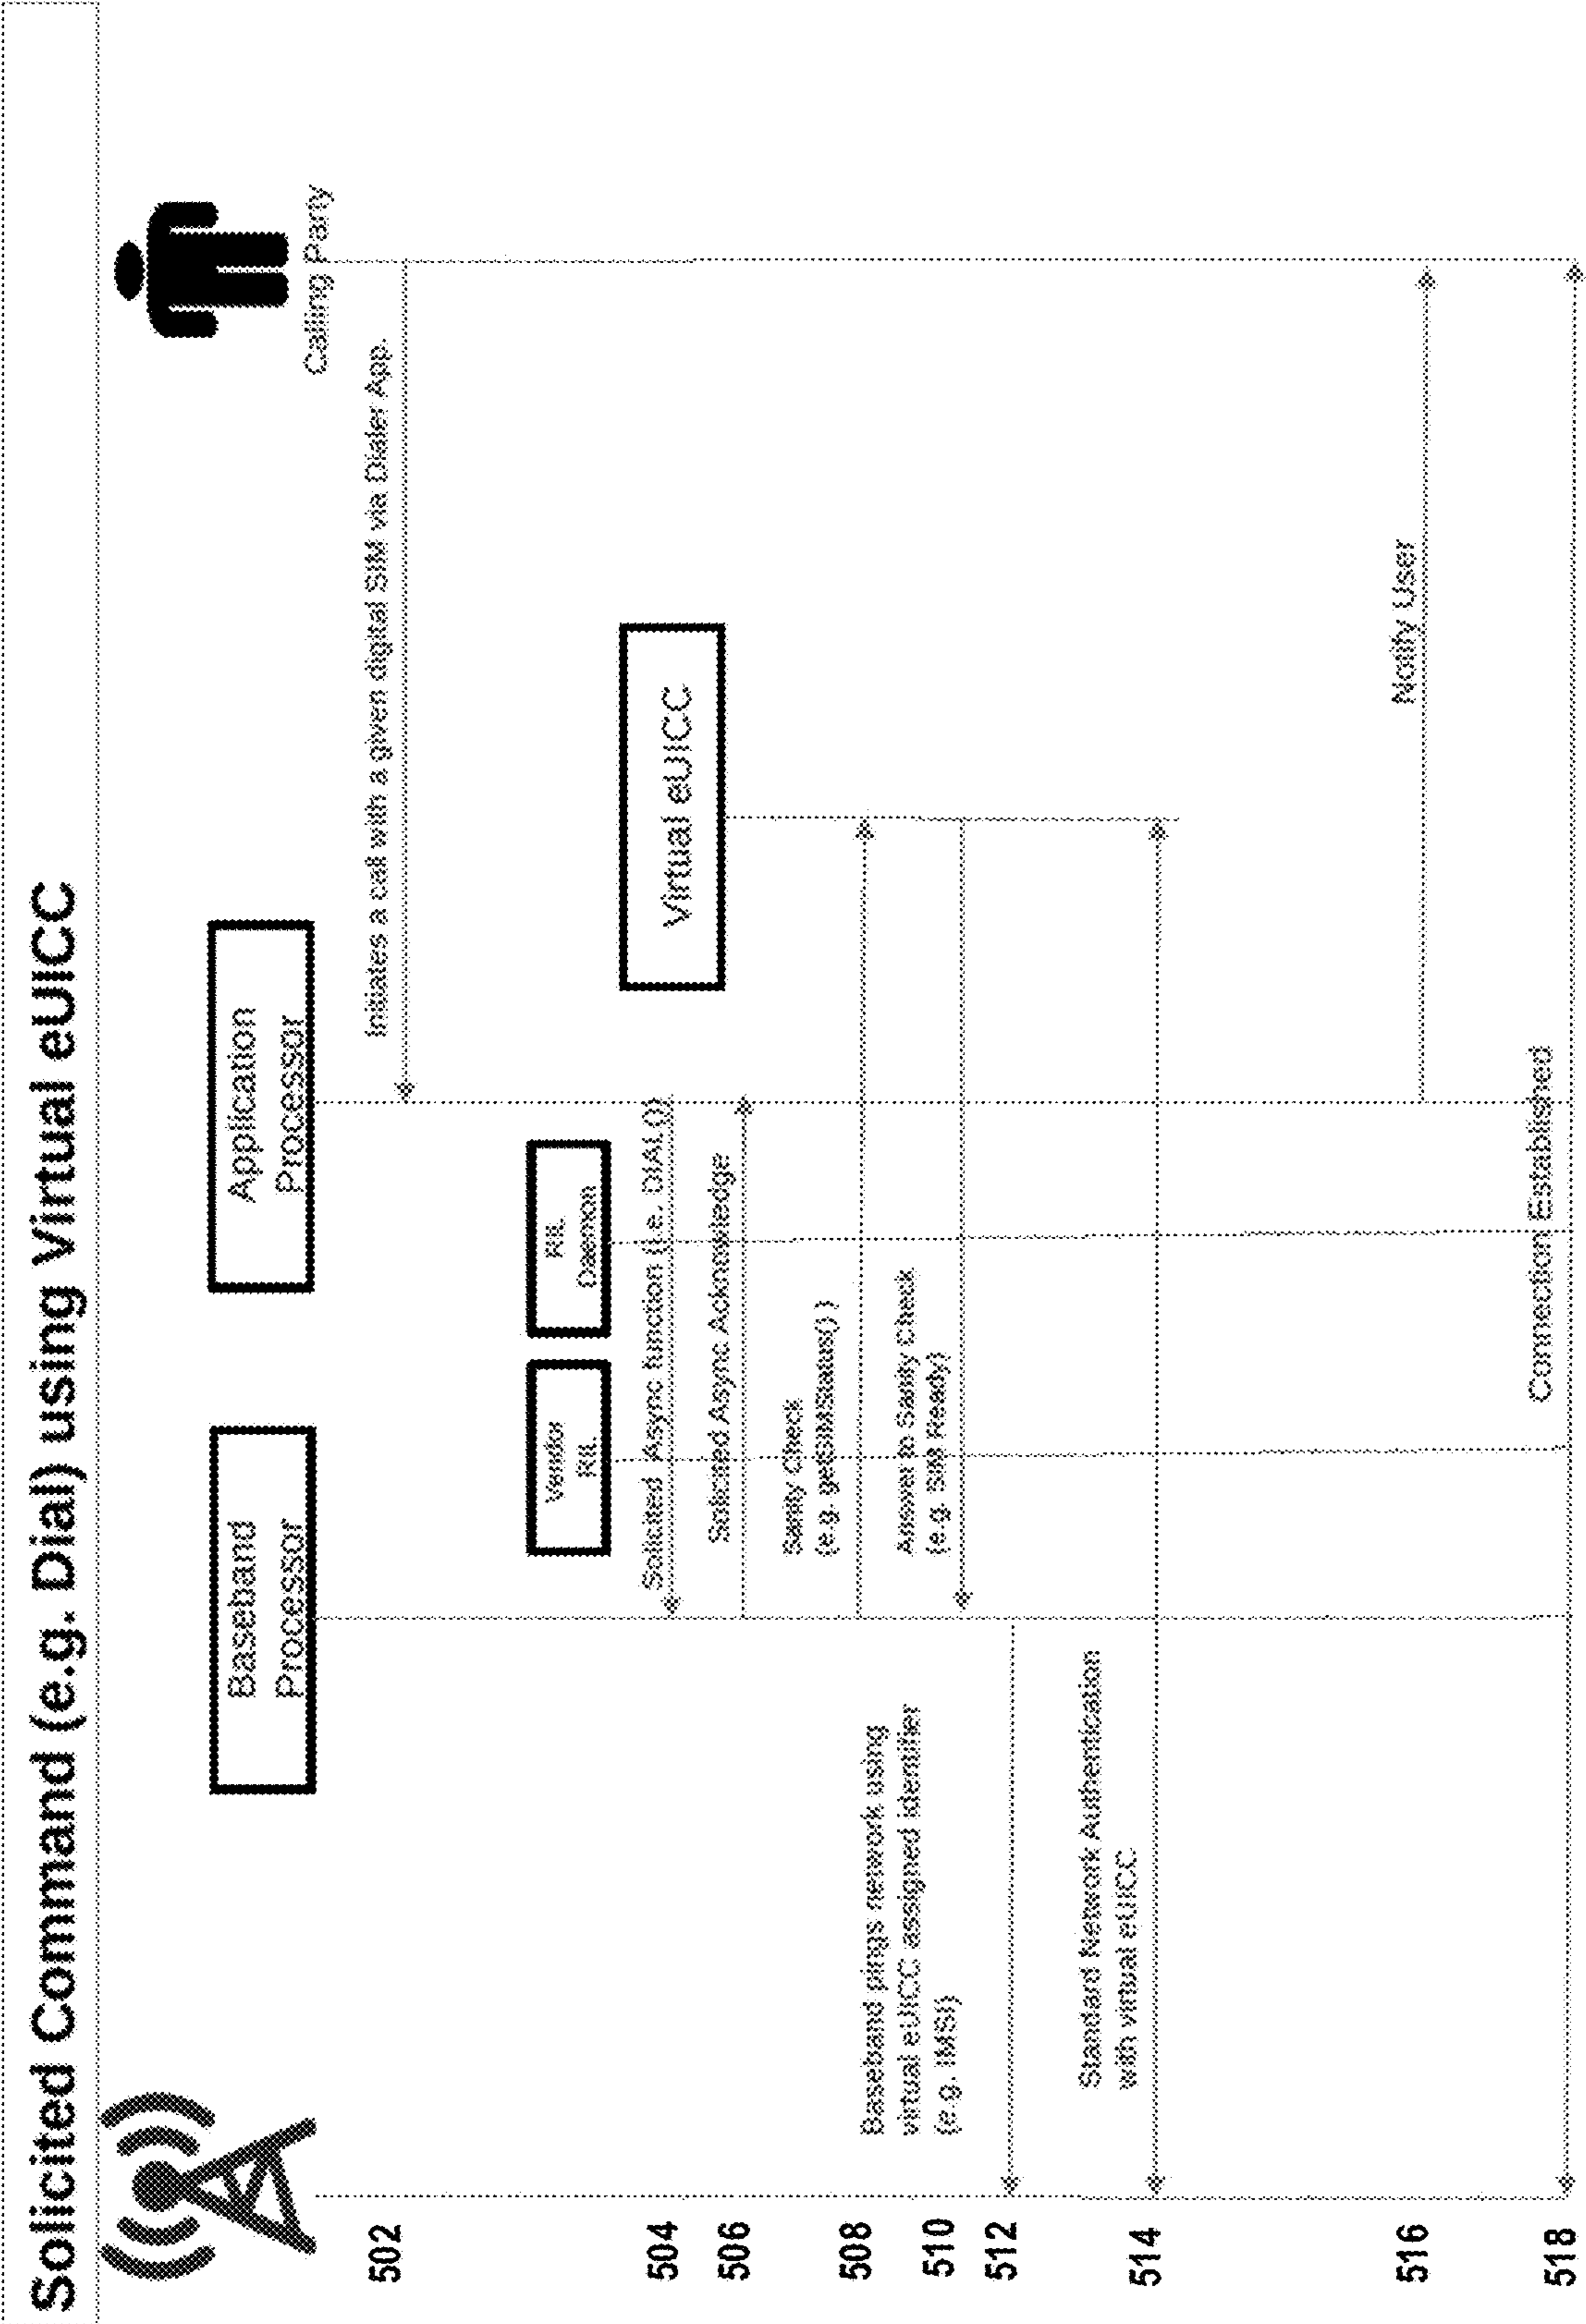 Solicited Command (e.g. Dial) using Virtual eUICC
Calling Party
Baseband
Processor
Application
Processor
502
Initiates a call with a given digital SIM via Dialer App.
Vendor
RIL
RIL
Daemon
Virtual eUICC
504
Solicited Async function (i.e. DIAL())
506
Solicited Async Acknowledge
508
Sanity Check
(e.g. getSIMStatus() )
510
Answer to Sanity Check
(e.g. SIM Ready)
512
Baseband pings network using
virtual eUICC assigned identifier
(e.g. IMSI)
514
Standard Network Authentication
with virtual eUICC
516
Notify User
518
Connection Established